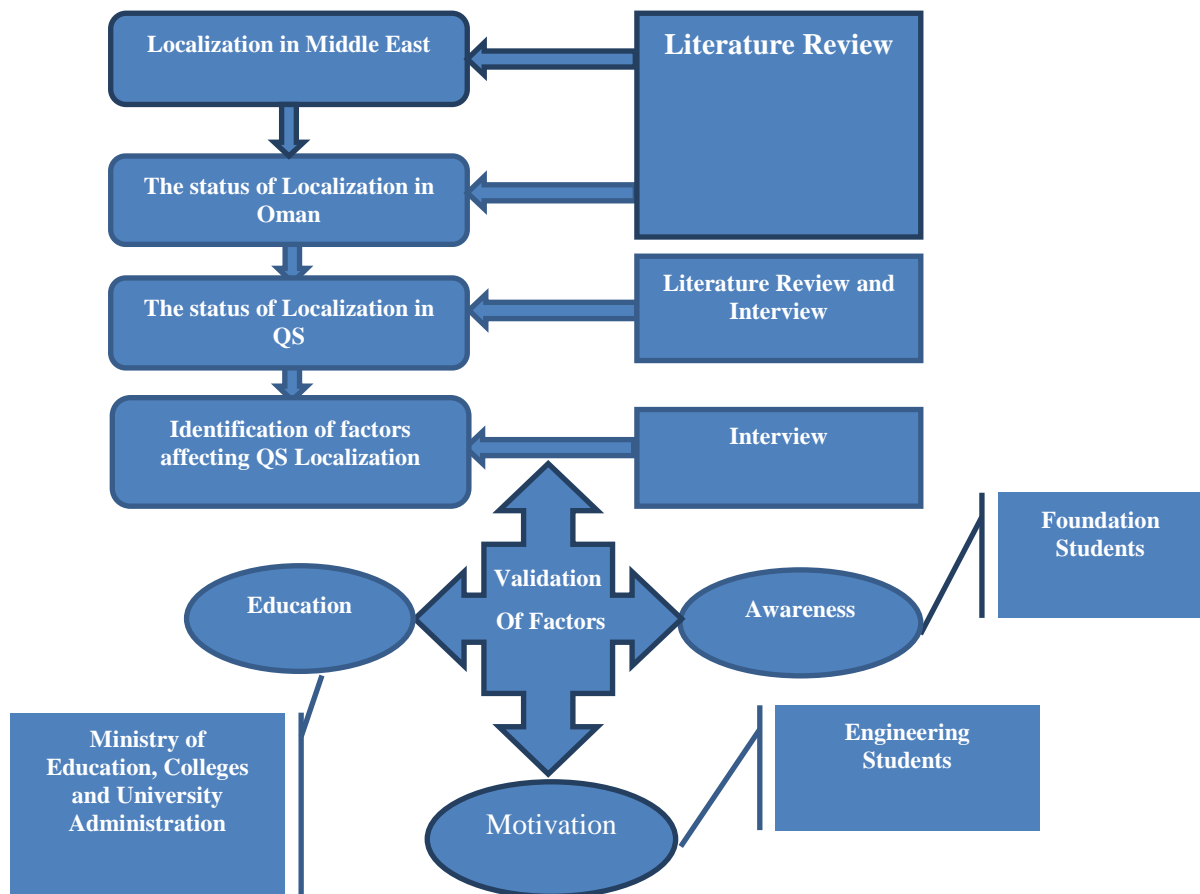 Localization in Middle East
Literature Review
The status of Localization in
Oman
The status of Localization in
QS
Literature Review and
Interview
Identification of factors
affecting QS Localization
Interview
Foundation
Students
Validation
Of Factors
Education
Awareness
Ministry of
Education, Colleges
and University
Administration
Engineering
Students
Motivation